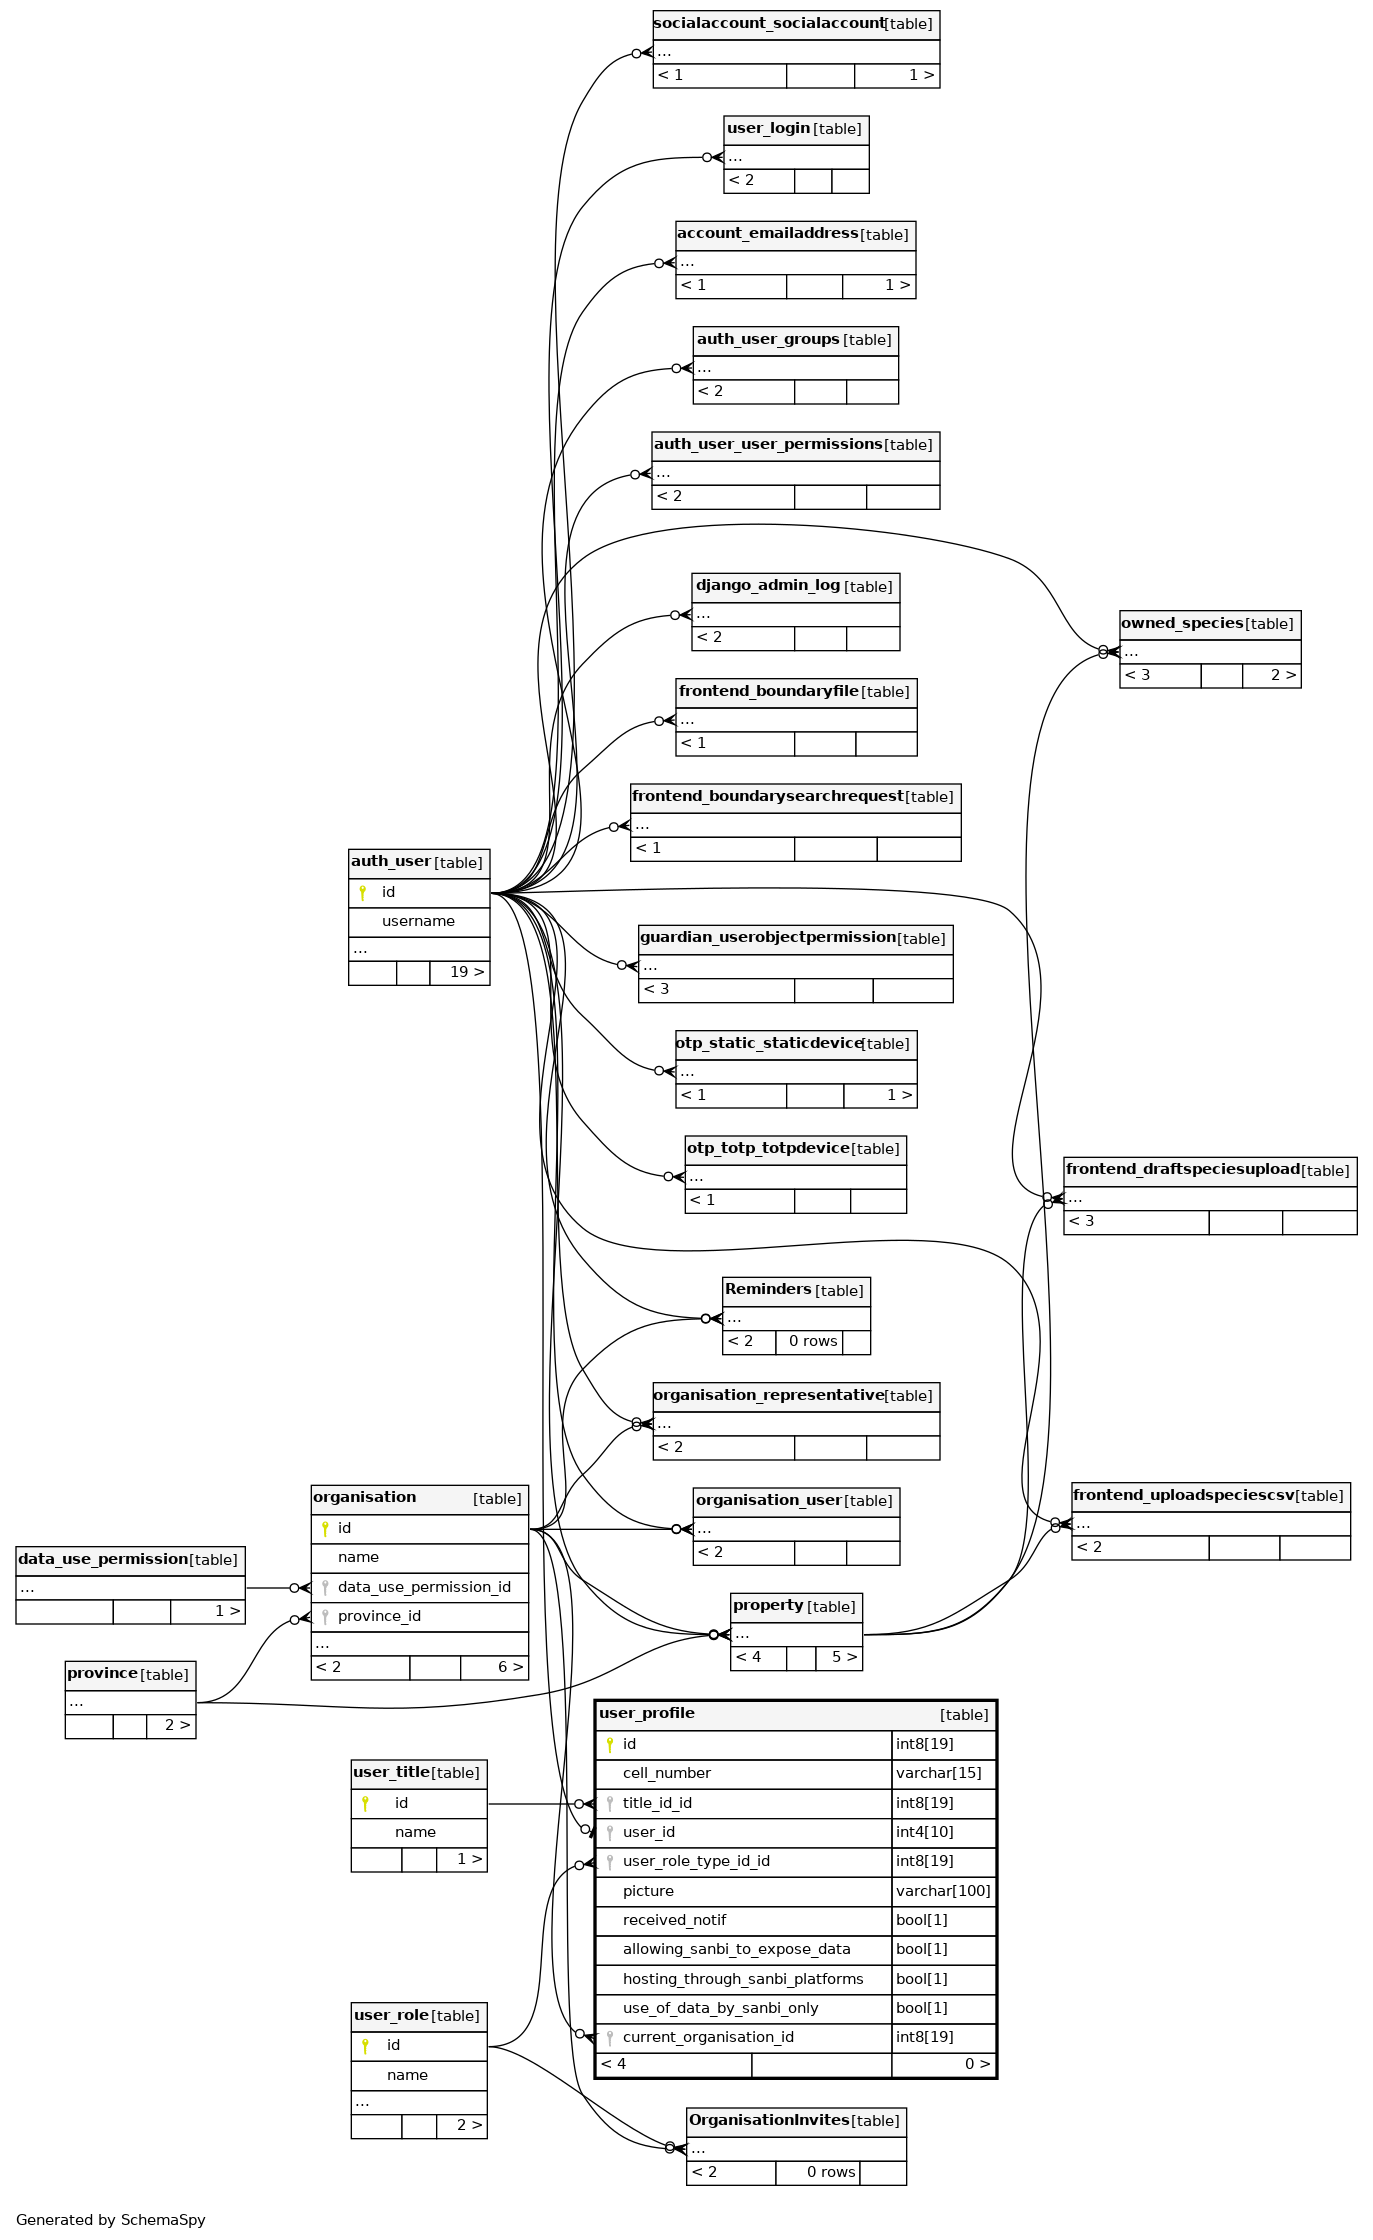 socialaccount_socialaccount [table]
...
< 1 1 >
user_login [table]
...
< 2
account_emailaddress [table]
...
< 1 1 >
auth_user_groups [table]
...
< 2
auth_user_user_permissions [table]
...
< 2
django_admin_log [table]
...
< 2
owned_species [table]
...
< 3 2 >
frontend_boundaryfile [table]
...
< 1
frontend_boundarysearchrequest [table]
...
< 1
auth_user [table]
id
username
...
19 >
guardian_userobjectpermission [table]
...
< 3
otp_static_staticdevice [table]
...
< 1 1 >
otp_totp_totpdevice [table]
...
< 1
frontend_draftspeciesupload [table]
...
< 3
Reminders [table]
...
< 2 0 rows
organisation_representative [table]
...
< 2
organisation [table]
id
name
data_use_permission_id
province_id
...
< 2 6 >
organisation_user [table]
...
< 2
frontend_uploadspeciescsv [table]
...
< 2
data_use_permission [table]
...
1 >
property [table]
...
< 4 5 >
province [table]
...
2 >
user_profile [table]
id int8[19]
cell_number varchar[15]
title_id_id int8[19]
user_id int4[10]
user_role_type_id_id int8[19]
picture varchar[100]
received_notif bool[1]
allowing_sanbi_to_expose_data bool[1]
hosting_through_sanbi_platforms bool[1]
use_of_data_by_sanbi_only bool[1]
current_organisation_id int8[19]
< 4 0 >
user_title [table]
id
name
1 >
user_role [table]
id
name
...
2 >
OrganisationInvites [table]
...
< 2 0 rows
Generated by SchemaSpy